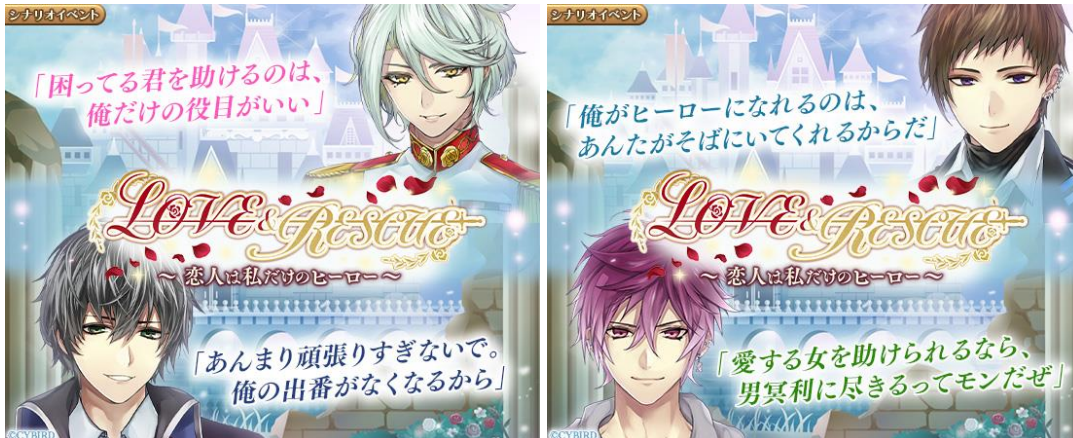 シナリオイベント
「困ってる君を助けるのは、
俺だけの役目がいい」
LOVE&RESCUE
~恋人は私だけのヒーロー~
「あんまり頑張りすぎないで。
俺の出番がなくなるから」
©CYBIRD
シナリオイベント
「俺がヒーローになれるのは、
あんたがそばにいてくれるからだ」
LOVE&RESCUE
~恋人は私だけのヒーロー~
「愛する女を助けられるなら、
男冥利に尽きるってモンだぜ」
©CYBIRD